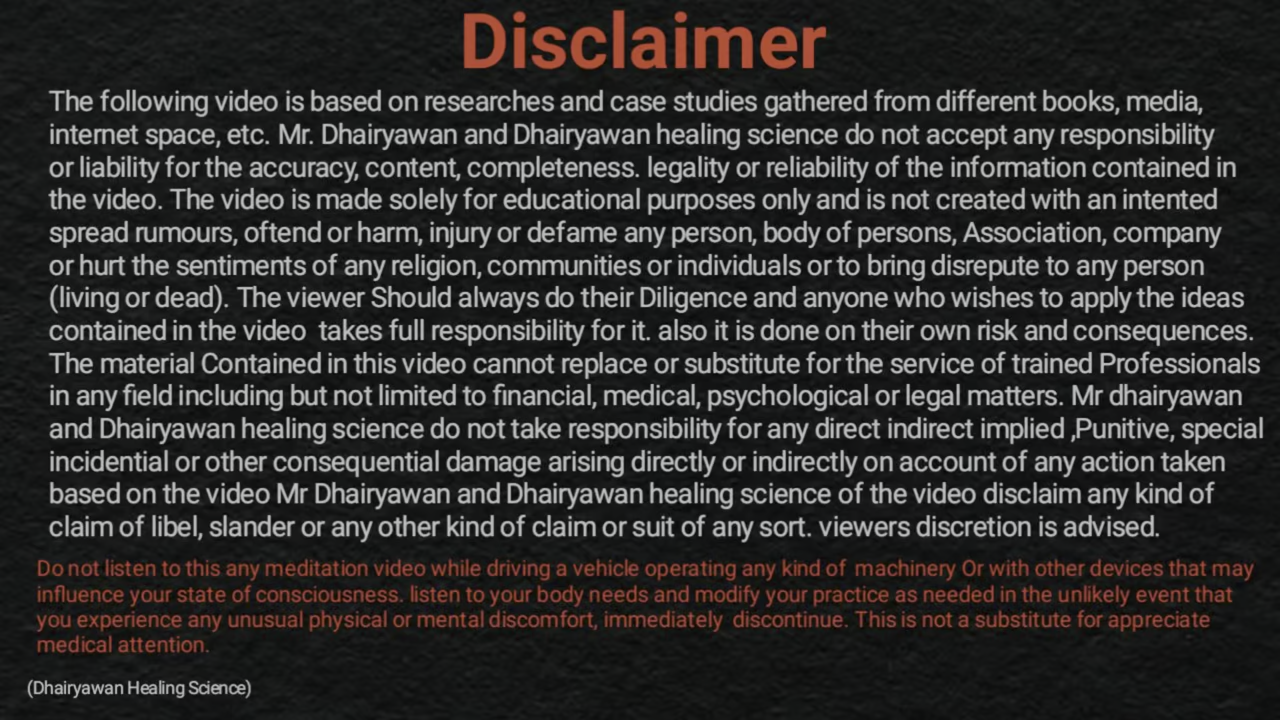 Disclaimer
The following video is based on researches and case studies gathered from different books, media,
internet space, etc. Mr. Dhairyawan and Dhairyawan healing science do not accept any responsibility
or liability for the accuracy, content, completeness. legality or reliability of the information contained in
the video. The video is made solely for educational purposes only and is not created with an intented
spread rumours, oftend or harm, injury or defame any person, body of persons, Association, company
or hurt the sentiments of any religion, communities or individuals or to bring disrepute to any person
(living or dead). The viewer Should always do their Diligence and anyone who wishes to apply the ideas
contained in the video takes full responsibility for it. also it is done on their own risk and consequences.
The material Contained in this video cannot replace or substitute for the service of trained Professionals
in any field including but not limited to financial, medical, psychological or legal matters. Mr dhairyawan
and Dhairyawan healing science do not take responsibility for any direct indirect implied ,Punitive, special
incidential or other consequential damage arising directly or indirectly on account of any action taken
based on the video Mr Dhairyawan and Dhairyawan healing science of the video disclaim any kind of
claim of libel, slander or any other kind of claim or suit of any sort. viewers discretion is advised.
Do not listen to this any meditation video while driving a vehicle operating any kind of machinery Or with other devices that may
influence your state of consciousness. listen to your body needs and modify your practice as needed in the unlikely event that
you experience any unusual physical or mental discomfort, immediately discontinue. This is not a substitute for appreciate
medical attention.
(Dhairyawan Healing Science)